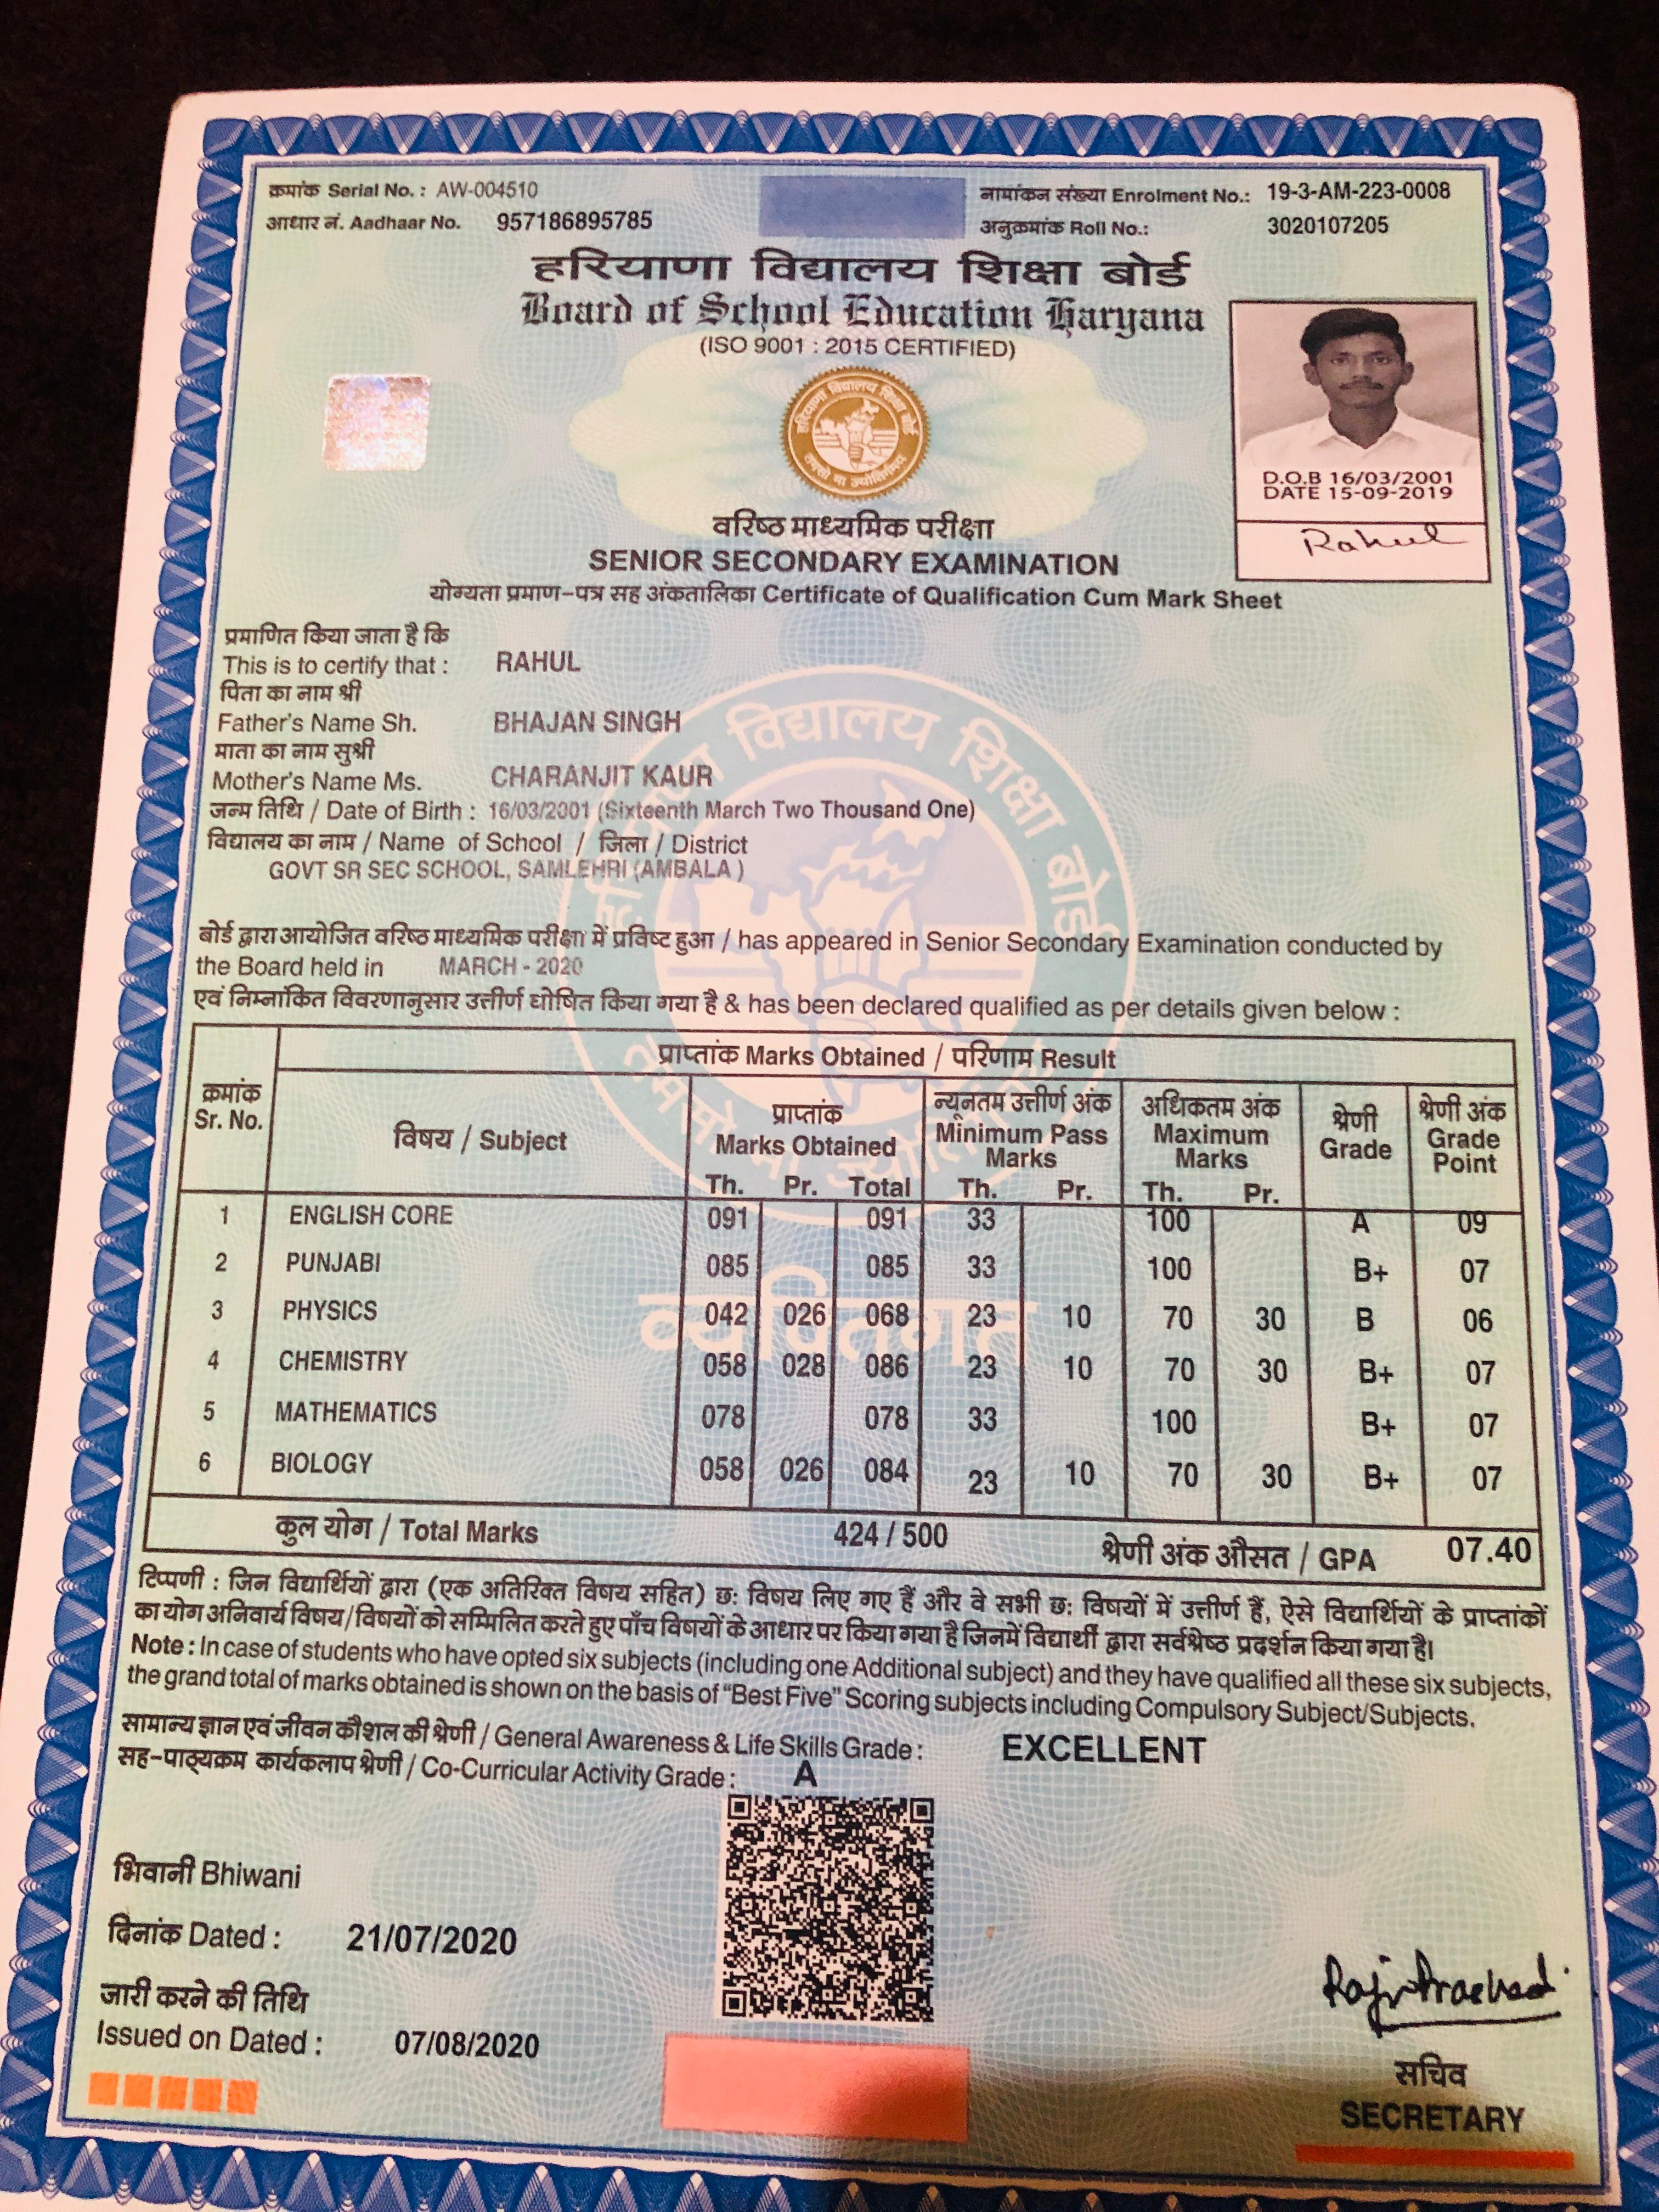 क्रमांक Serial No. : AW-004510
नामांकन संख्या Enrolment No.: 19-3-AM-223-0008
आधार नं. Aadhaar No. 957186895785
अनुक्रमांक Roll No.: 3020107205
हरियाणा विद्यालय शिक्षा बोर्ड
Board of School Education Haryana
(ISO 9001 : 2015 CERTIFIED)
हरियाणा विद्यालय शिक्षा बोर्ड
D.O.B 16/03/2001
DATE 15-09-2019
Rahul
वरिष्ठ माध्यमिक परीक्षा
SENIOR SECONDARY EXAMINATION
योग्यता प्रमाण-पत्र सह अंकतालिका Certificate of Qualification Cum Mark Sheet
प्रमाणित किया जाता है कि
This is to certify that : RAHUL
पिता का नाम श्री
Father's Name Sh. BHAJAN SINGH
माता का नाम सुश्री
Mother's Name Ms. CHARANJIT KAUR
जन्म तिथि / Date of Birth : 16/03/2001 (Sixteenth March Two Thousand One)
विद्यालय का नाम / Name of School / जिला / District
GOVT SR SEC SCHOOL, SAMLEHRI (AMBALA )
बोर्ड द्वारा आयोजित वरिष्ठ माध्यमिक परीक्षा में प्रविष्ट हुआ / has appeared in Senior Secondary Examination conducted by
the Board held in MARCH - 2020
एवं निम्नांकित विवरणानुसार उत्तीर्ण घोषित किया गया है & has been declared qualified as per details given below :
प्राप्तांक Marks Obtained / परिणाम Result
क्रमांक Sr. No. विषय / Subject प्राप्तांक Marks Obtained न्यूनतम उत्तीर्ण अंक Minimum Pass Marks अधिकतम अंक Maximum Marks श्रेणी Grade श्रेणी अंक Grade Point
Th. Pr. Total Th. Pr. Th. Pr.
1 ENGLISH CORE 091 091 33 100 A 09
2 PUNJABI 085 085 33 100 B+ 07
3 PHYSICS 042 026 068 23 10 70 30 B 06
4 CHEMISTRY 058 028 086 23 10 70 30 B+ 07
5 MATHEMATICS 078 078 33 100 B+ 07
6 BIOLOGY 058 026 084 23 10 70 30 B+ 07
कुल योग / Total Marks 424 / 500 श्रेणी अंक औसत / GPA 07.40
टिप्पणी : जिन विद्यार्थियों द्वारा (एक अतिरिक्त विषय सहित) छः विषय लिए गए हैं और वे सभी छः विषयों में उत्तीर्ण हैं, ऐसे विद्यार्थियों के प्राप्तांकों
का योग अनिवार्य विषय/विषयों को सम्मिलित करते हुए पाँच विषयों के आधार पर किया गया है जिनमें विद्यार्थी द्वारा सर्वश्रेष्ठ प्रदर्शन किया गया है।
Note : In case of students who have opted six subjects (including one Additional subject) and they have qualified all these six subjects,
the grand total of marks obtained is shown on the basis of "Best Five" Scoring subjects including Compulsory Subject/Subjects.
सामान्य ज्ञान एवं जीवन कौशल की श्रेणी / General Awareness & Life Skills Grade : EXCELLENT
सह-पाठ्यक्रम कार्यकलाप श्रेणी / Co-Curricular Activity Grade : A
भिवानी Bhiwani
दिनांक Dated : 21/07/2020
जारी करने की तिथि
Issued on Dated : 07/08/2020
सचिव
SECRETARY